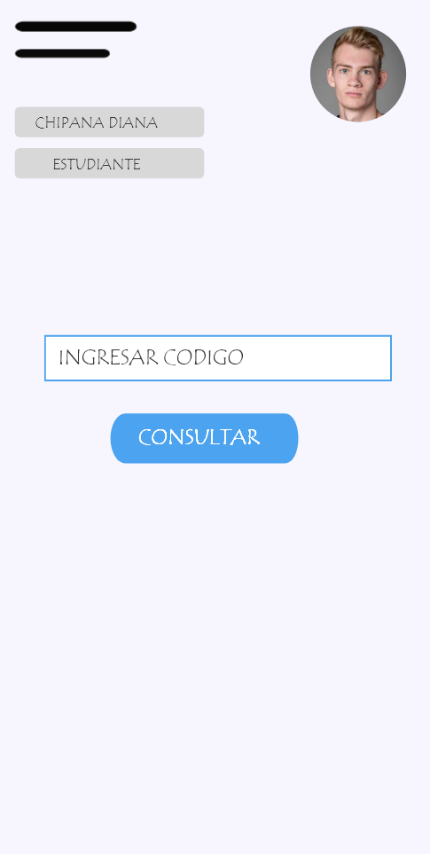 CHIPANA DIANA
ESTUDIANTE
INGRESAR CODIGO
CONSULTAR